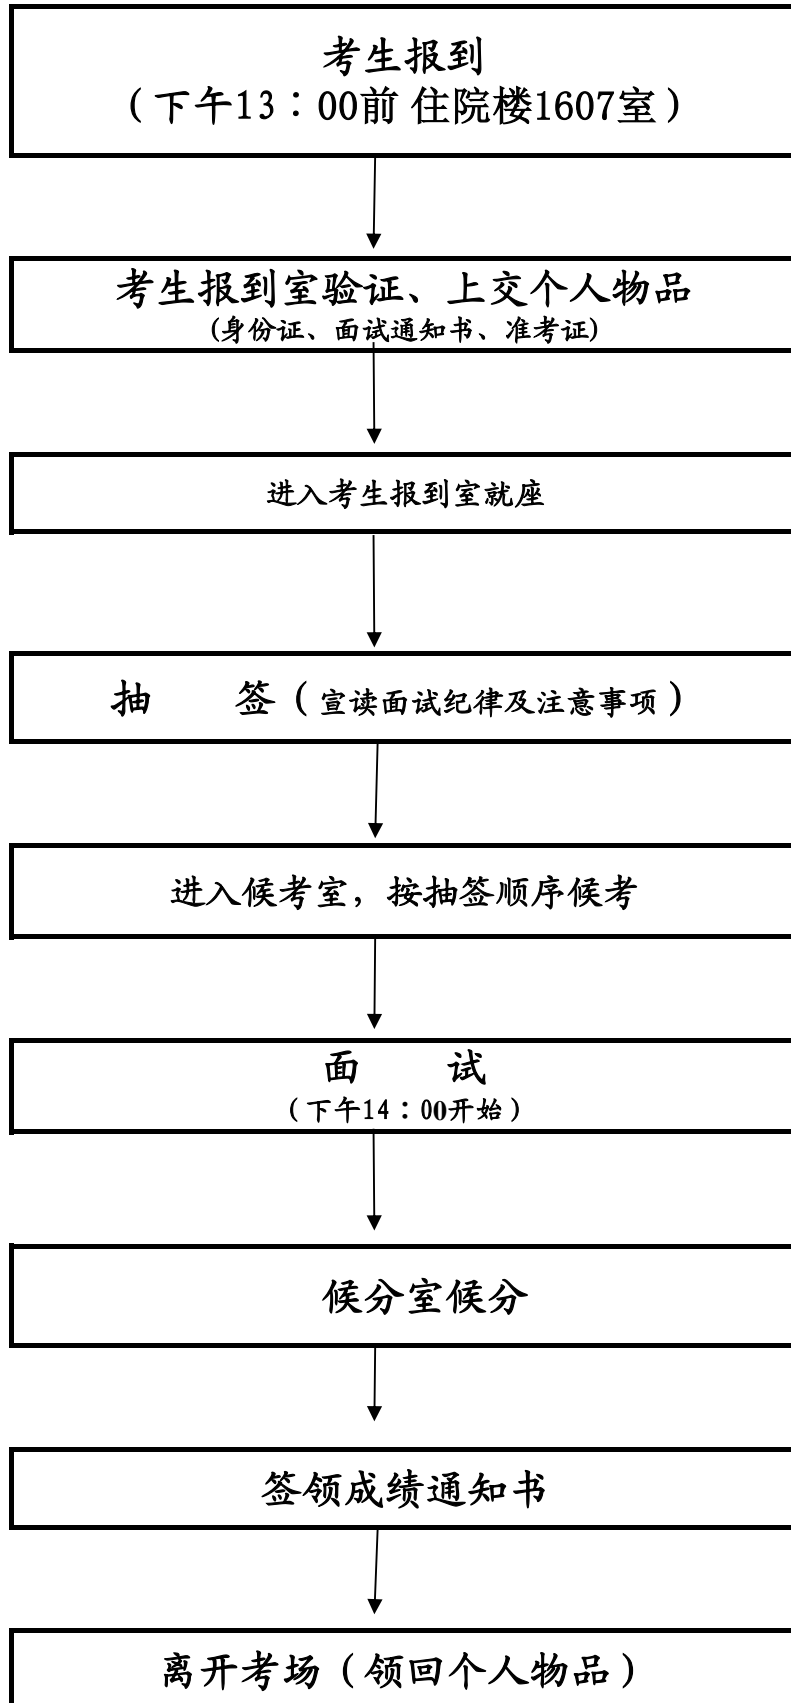 考生报到
（下午13：00前 住院楼1607室）
考生报到室验证、上交个人物品
(身份证、面试通知书、准考证)
进入考生报到室就座
抽　　签（宣读面试纪律及注意事项）
进入候考室，按抽签顺序候考
面　　试
（下午14：00开始）
候分室候分
签领成绩通知书
离开考场（领回个人物品）